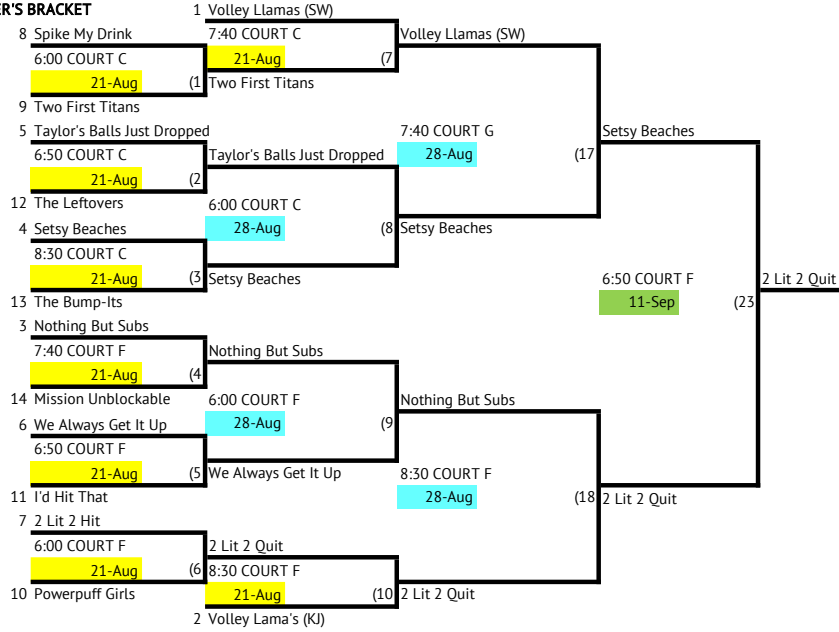 ER'S BRACKET
1 Volley Llamas (SW)
8 Spike My Drink
7:40 COURT C
Volley Llamas (SW)
6:00 COURT C
21-Aug
(7
21-Aug
(1
Two First Titans
9 Two First Titans
5 Taylor's Balls Just Dropped
7:40 COURT G
Setsy Beaches
6:50 COURT C
Taylor's Balls Just Dropped
28-Aug
(17
21-Aug
(2
12 The Leftovers
6:00 COURT C
4 Setsy Beaches
28-Aug
(8
Setsy Beaches
8:30 COURT C
21-Aug
(3
Setsy Beaches
6:50 COURT F
2 Lit 2 Quit
13 The Bump-Its
11-Sep
(23
3 Nothing But Subs
7:40 COURT F
Nothing But Subs
21-Aug
(4
14 Mission Unblockable
6:00 COURT F
Nothing But Subs
6 We Always Get It Up
28-Aug
(9
6:50 COURT F
21-Aug
(5
We Always Get It Up
8:30 COURT F
11 I'd Hit That
28-Aug
(18
2 Lit 2 Quit
7 2 Lit 2 Hit
6:00 COURT F
2 Lit 2 Quit
21-Aug
(6
8:30 COURT F
10 Powerpuff Girls
21-Aug
(10
2 Lit 2 Quit
2 Volley Lama's (KJ)